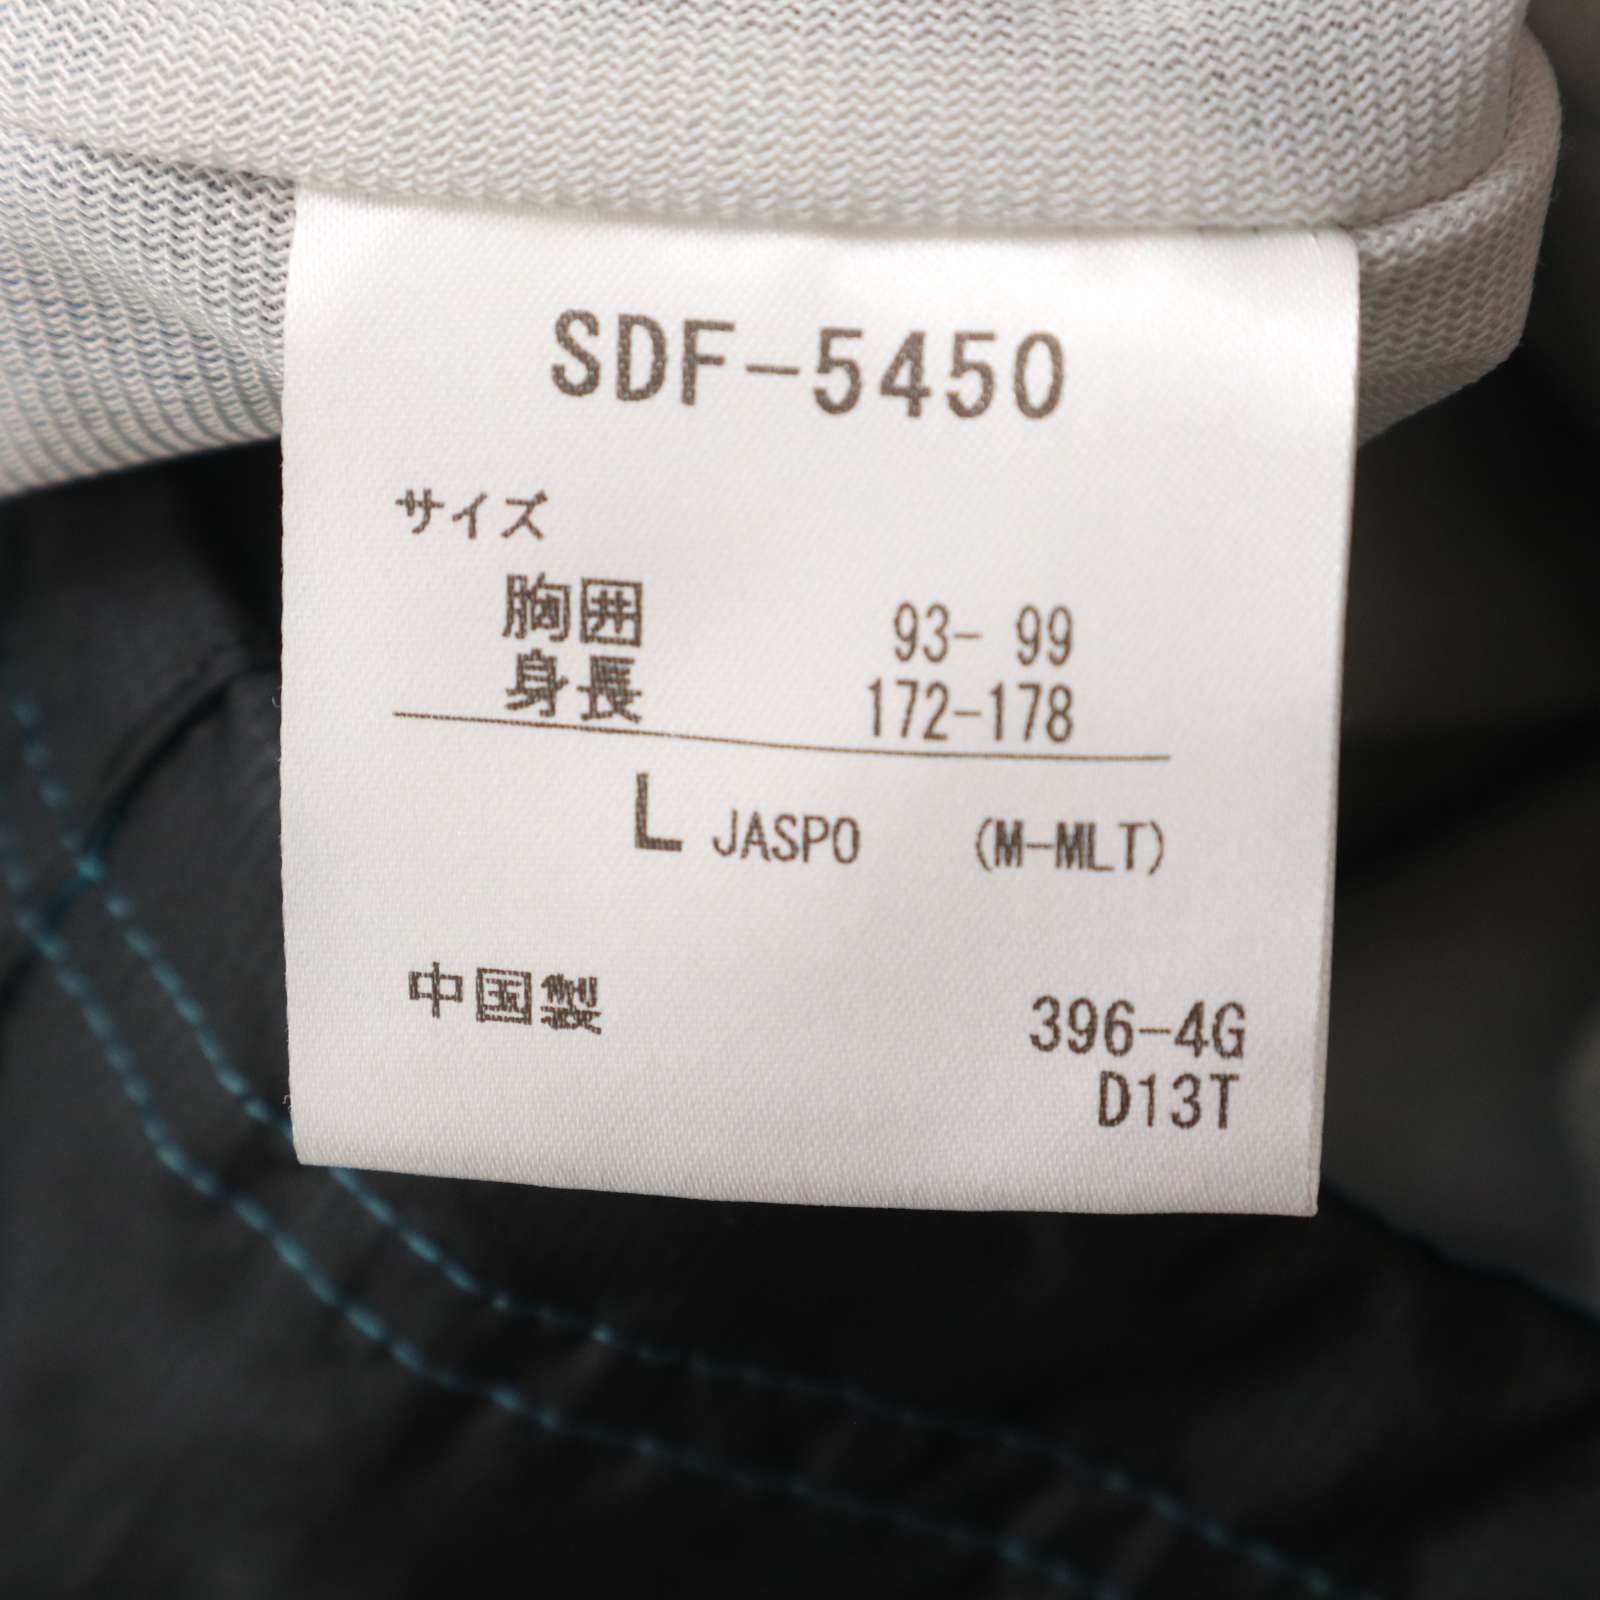 SDF-5450
サイズ
胸囲 93- 99
身長 172-178
L JASPO (M-MLT)
中国製 396-4G
D13T